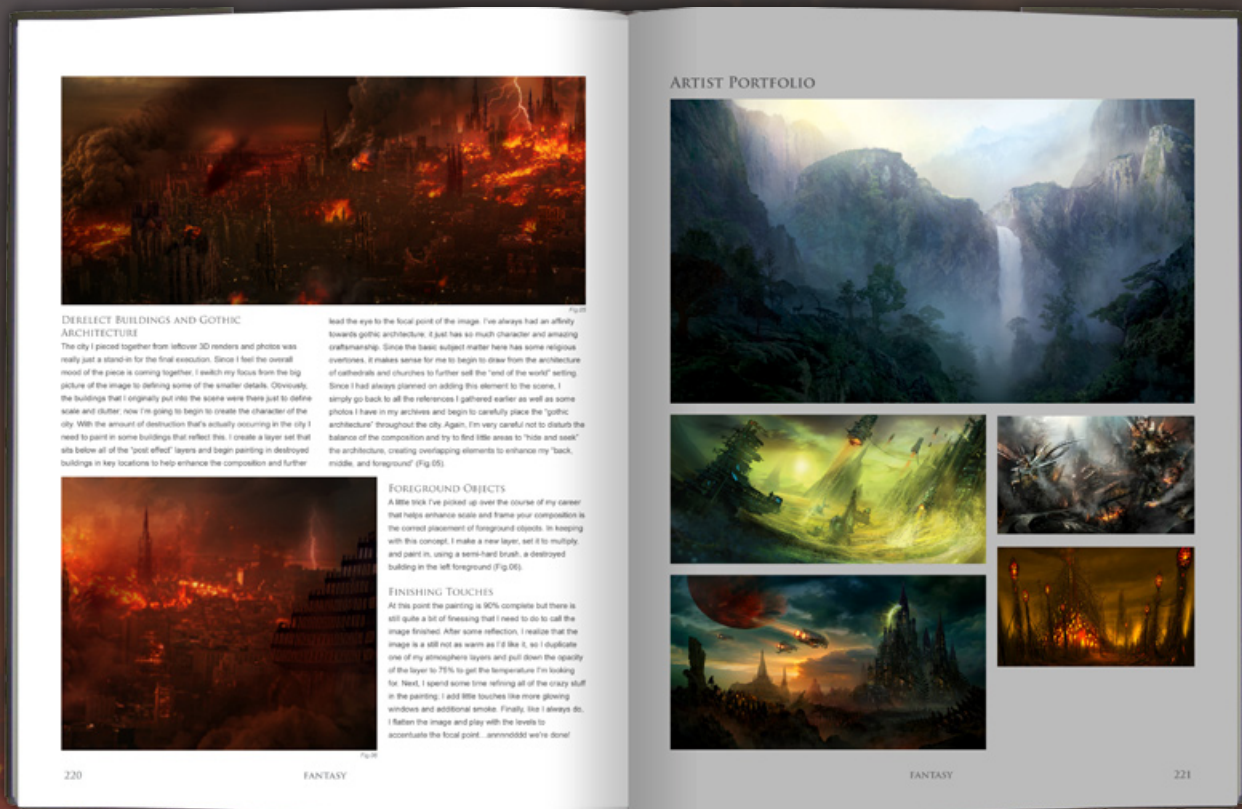 Fig.05
DERELECT BUILDINGS AND GOTHIC
ARCHITECTURE
The city I pieced together from leftover 3D renders and photos was
really just a stand-in for the final execution. Since I feel the overall
mood of the piece is coming together, I switch my focus from the big
picture of the image to defining some of the smaller details. Obviously,
the buildings that I originally put into the scene were there just to define
scale and clutter; now I'm going to begin to create the character of the
city. With the amount of destruction that's actually occurring in the city I
need to paint in some buildings that reflect this. I create a layer set that
sits below all of the "post effect" layers and begin painting in destroyed
buildings in key locations to help enhance the composition and further
lead the eye to the focal point of the image. I've always had an affinity
towards gothic architecture; it just has so much character and amazing
craftsmanship. Since the basic subject matter here has some religious
overtones, it makes sense for me to begin to draw from the architecture
of cathedrals and churches to further sell the "end of the world" setting.
Since I had always planned on adding this element to the scene, I
simply go back to all the references I gathered earlier as well as some
photos I have in my archives and begin to carefully place the "gothic
architecture" throughout the city. Again, I'm very careful not to disturb the
balance of the composition and try to find little areas to "hide and seek"
the architecture, creating overlapping elements to enhance my "back,
middle, and foreground" (Fig.05).
FOREGROUND OBJECTS
A little trick I've picked up over the course of my career
that helps enhance scale and frame your composition is
the correct placement of foreground objects. In keeping
with this concept, I make a new layer, set it to multiply,
and paint in, using a semi-hard brush, a destroyed
building in the left foreground (Fig.06).
FINISHING TOUCHES
At this point the painting is 90% complete but there is
still quite a bit of finessing that I need to do to call the
image finished. After some reflection, I realize that the
image is a still not as warm as I'd like it, so I duplicate
one of my atmosphere layers and pull down the opacity
of the layer to 75% to get the temperature I'm looking
for. Next, I spend some time refining all of the crazy stuff
in the painting; I add little touches like more glowing
windows and additional smoke. Finally, like I always do,
I flatten the image and play with the levels to
accentuate the focal point...annnndddd we're done!
Fig.06
220
FANTASY
ARTIST PORTFOLIO
FANTASY
221